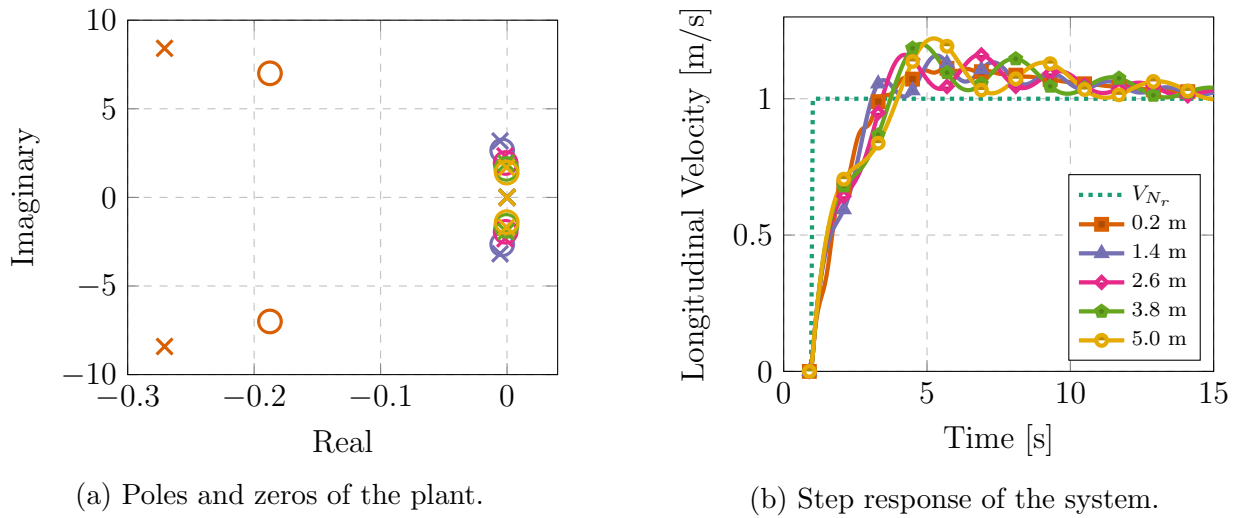 10
5
0
−5
−10
Imaginary
−0.3
−0.2
−0.1
0
Real
(a) Poles and zeros of the plant.
1
0.5
0
Longitudinal Velocity [m/s]
V_{N_r}
0.2 m
1.4 m
2.6 m
3.8 m
5.0 m
0
5
10
15
Time [s]
(b) Step response of the system.